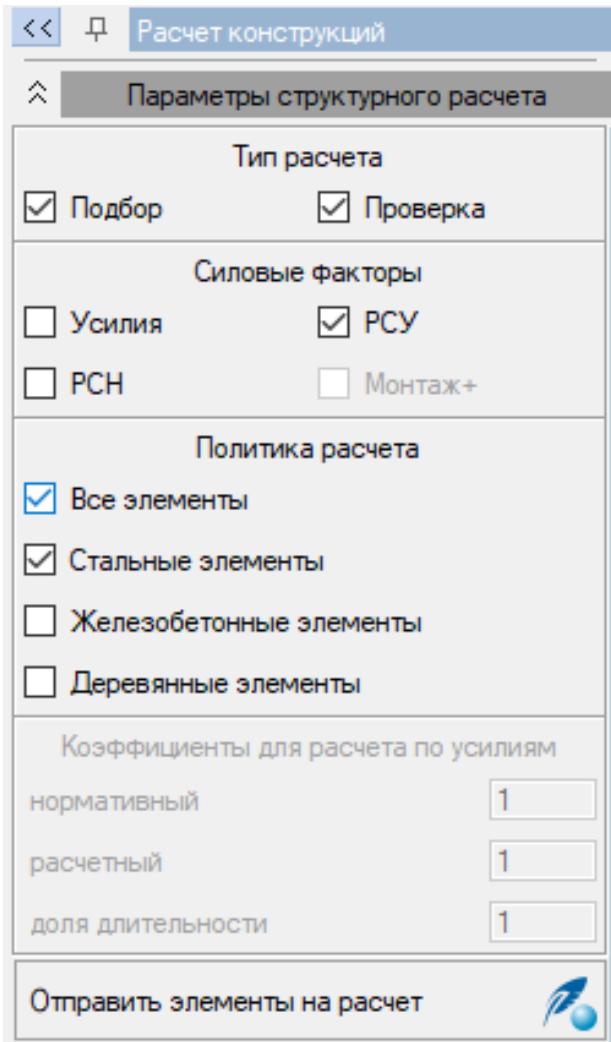 << Расчет конструкций
Параметры структурного расчета
Тип расчета
Подбор Проверка
Силовые факторы
Усилия РСУ
РСН Монтаж+
Политика расчета
Все элементы
Стальные элементы
Железобетонные элементы
Деревянные элементы
Коэффициенты для расчета по усилиям
нормативный 1
расчетный 1
доля длительности 1
Отправить элементы на расчет